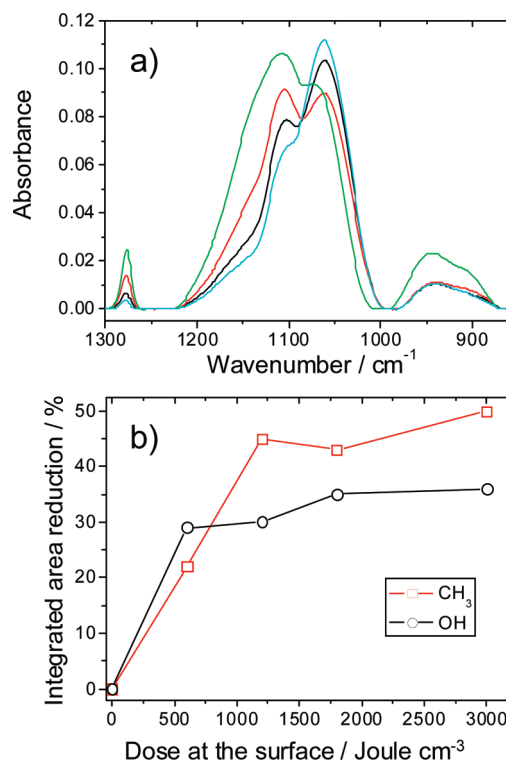 a)
Absorbance
0.12
0.10
0.08
0.06
0.04
0.02
0.00
1300 1200 1100 1000 900
Wavenumber / cm-1
b)
Integrated area reduction / %
50
40
30
20
10
0
CH3
OH
0 500 1000 1500 2000 2500 3000
Dose at the surface / Joule cm-3